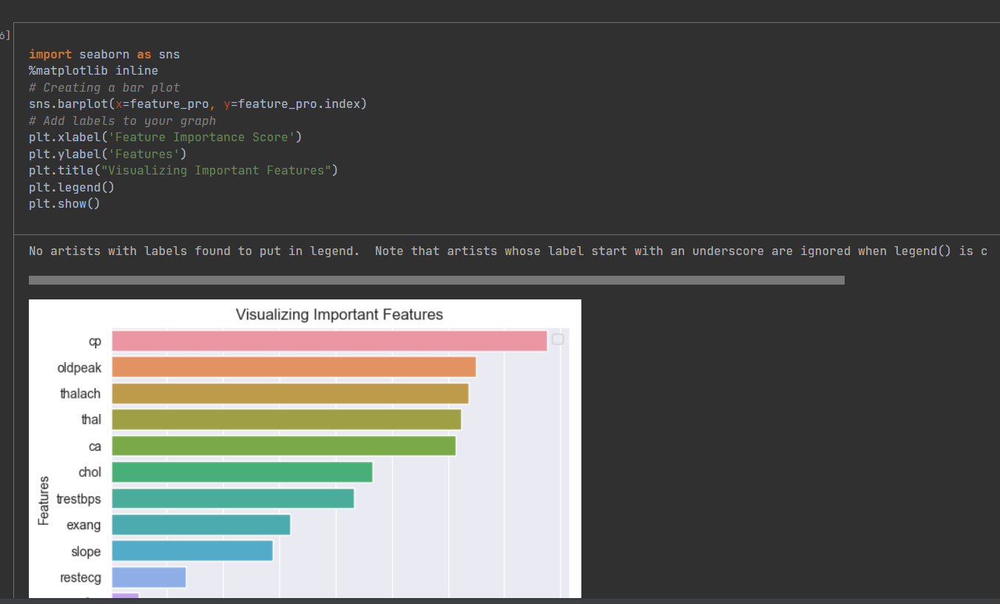 6]
import seaborn as sns
%matplotlib inline
# Creating a bar plot
sns.barplot(x=feature_pro, y=feature_pro.index)
# Add labels to your graph
plt.xlabel('Feature Importance Score')
plt.ylabel('Features')
plt.title("Visualizing Important Features")
plt.legend()
plt.show()
No artists with labels found to put in legend.  Note that artists whose label start with an underscore are ignored when legend() is c
Visualizing Important Features
cp
oldpeak
thalach
thal
ca
chol
trestbps
exang
slope
restecg
Features